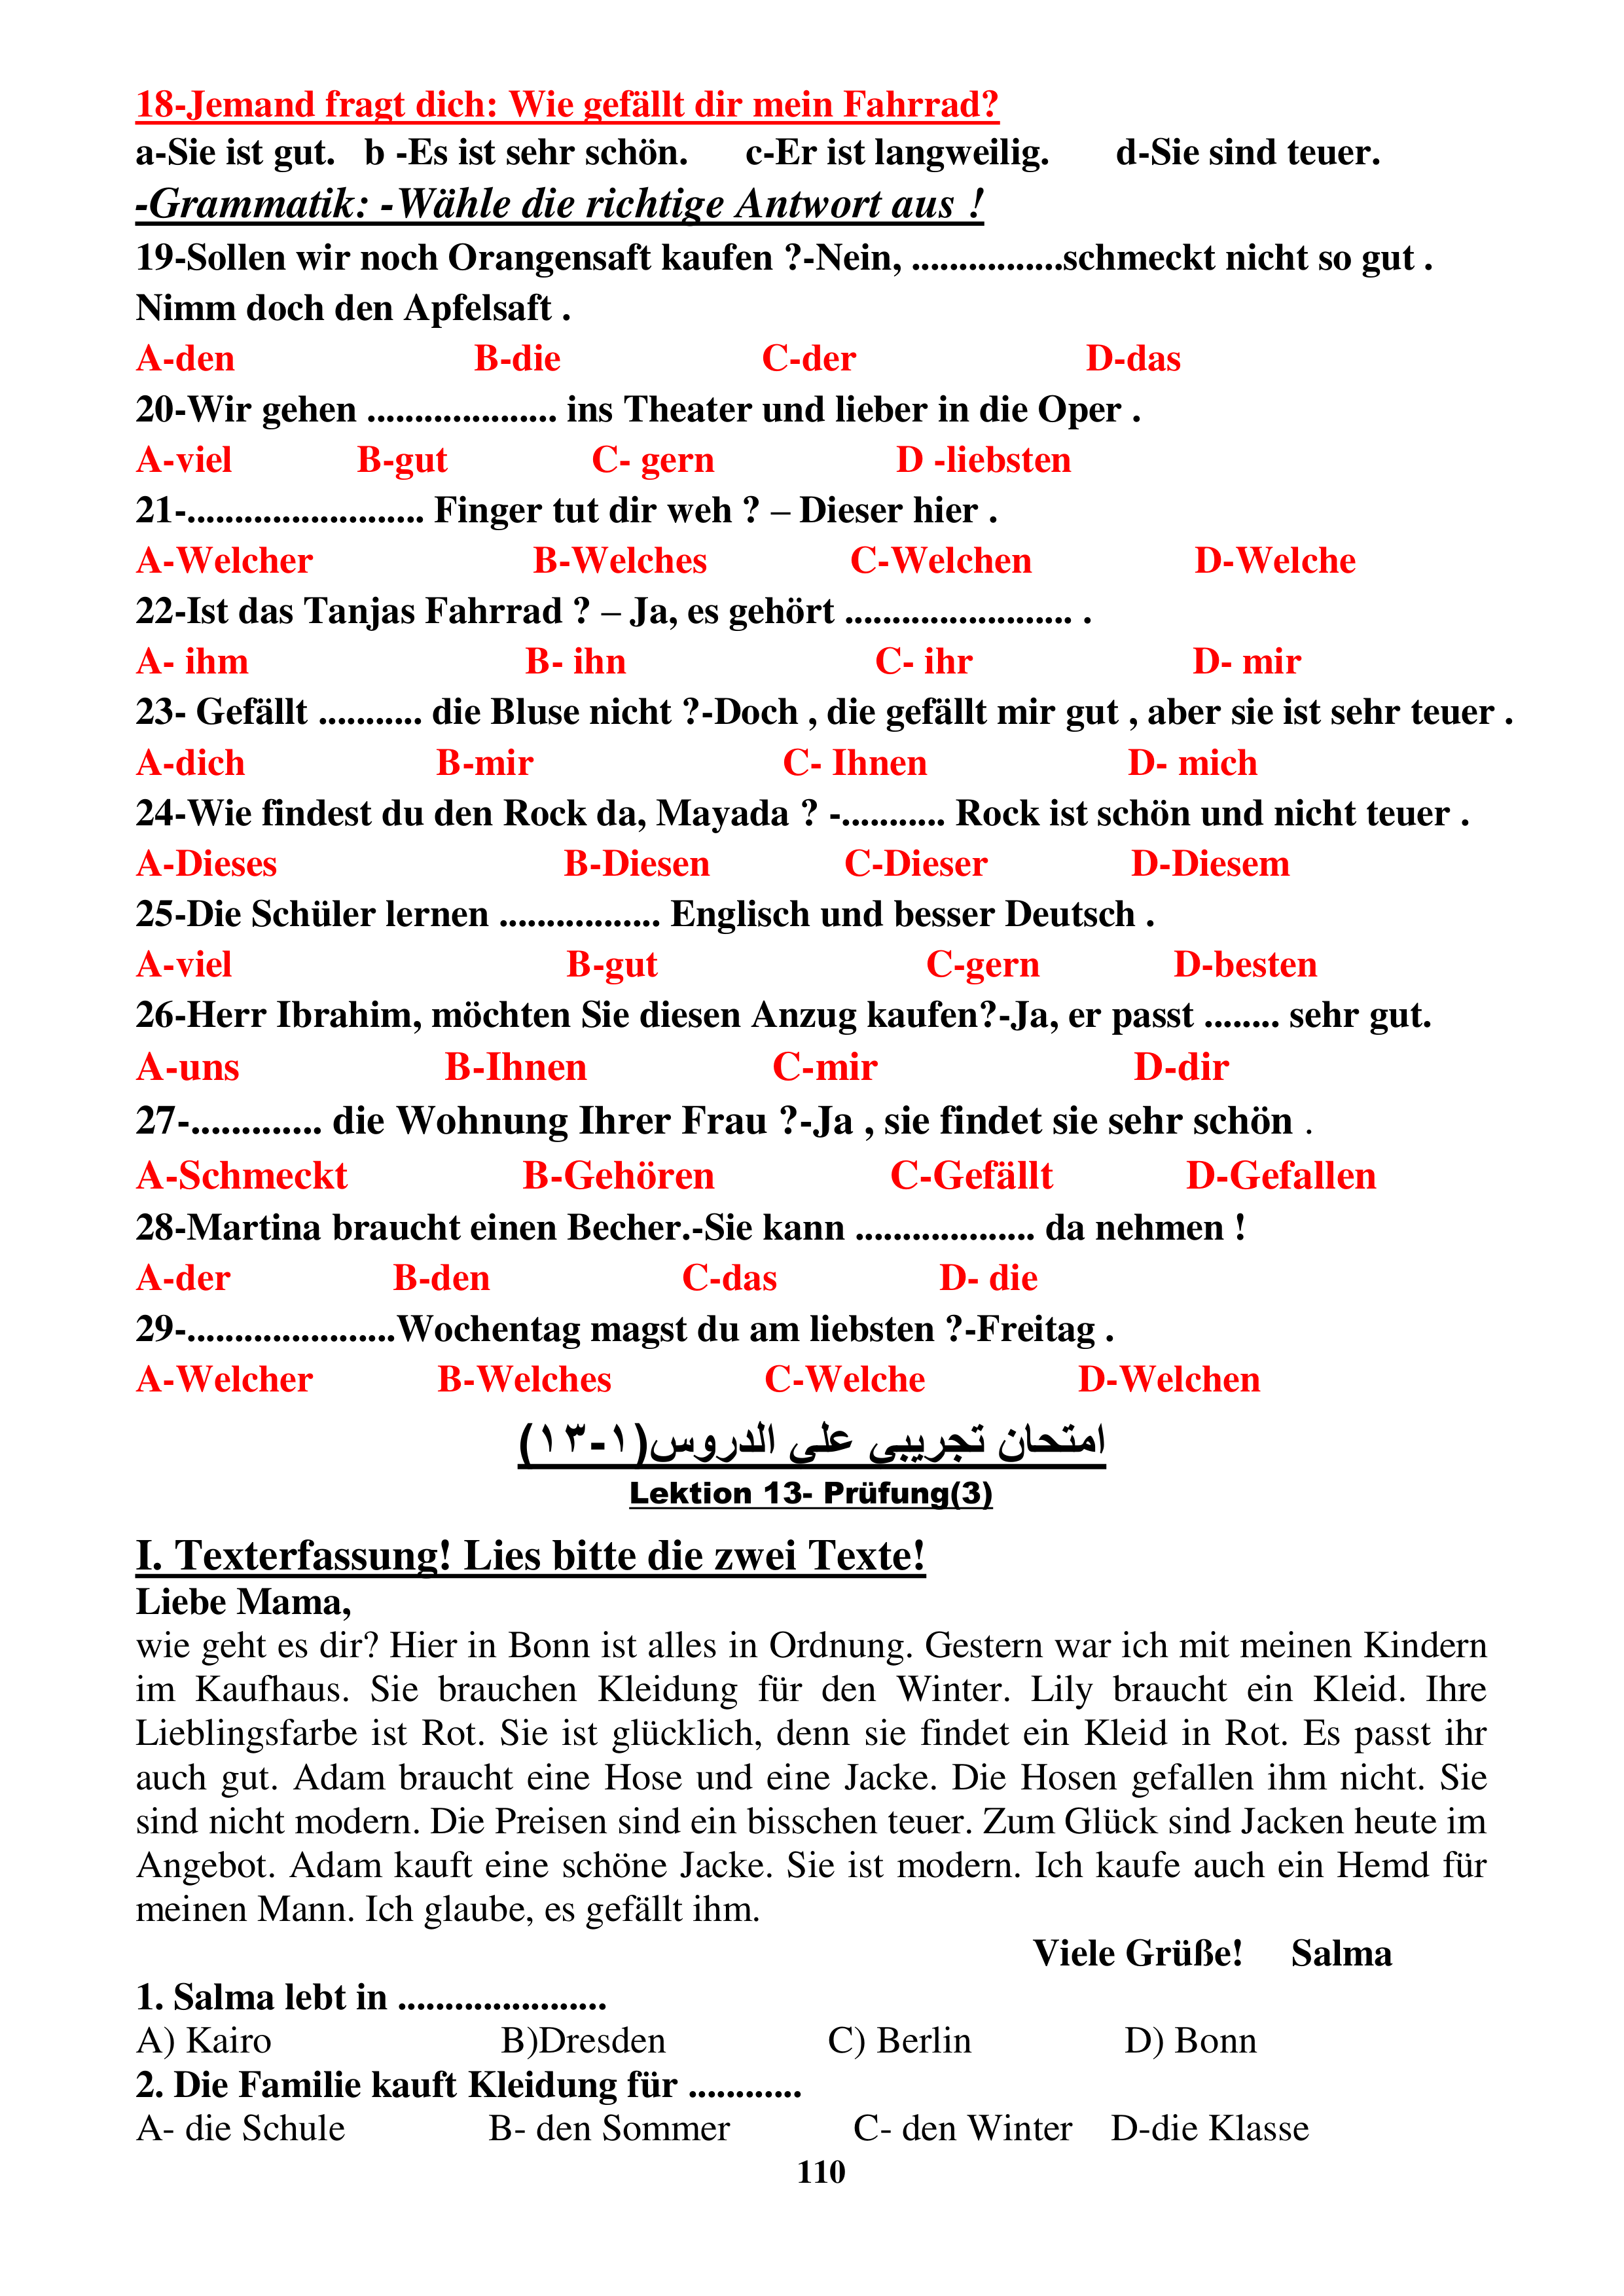 18-Jemand fragt dich: Wie gefällt dir mein Fahrrad?
a-Sie ist gut. b -Es ist sehr schön. c-Er ist langweilig. d-Sie sind teuer.
-Grammatik: -Wähle die richtige Antwort aus !
19-Sollen wir noch Orangensaft kaufen ?-Nein, ................schmeckt nicht so gut .
Nimm doch den Apfelsaft .
A-den B-die C-der D-das
20-Wir gehen .................... ins Theater und lieber in die Oper .
A-viel B-gut C- gern D -liebsten
21-......................... Finger tut dir weh ? – Dieser hier .
A-Welcher B-Welches C-Welchen D-Welche
22-Ist das Tanjas Fahrrad ? – Ja, es gehört ........................ .
A- ihm B- ihn C- ihr D- mir
23- Gefällt ........... die Bluse nicht ?-Doch , die gefällt mir gut , aber sie ist sehr teuer .
A-dich B-mir C- Ihnen D- mich
24-Wie findest du den Rock da, Mayada ? -........... Rock ist schön und nicht teuer .
A-Dieses B-Diesen C-Dieser D-Diesem
25-Die Schüler lernen ................. Englisch und besser Deutsch .
A-viel B-gut C-gern D-besten
26-Herr Ibrahim, möchten Sie diesen Anzug kaufen?-Ja, er passt ........ sehr gut.
A-uns B-Ihnen C-mir D-dir
27-............. die Wohnung Ihrer Frau ?-Ja , sie findet sie sehr schön .
A-Schmeckt B-Gehören C-Gefällt D-Gefallen
28-Martina braucht einen Becher.-Sie kann ................... da nehmen !
A-der B-den C-das D- die
29-......................Wochentag magst du am liebsten ?-Freitag .
A-Welcher B-Welches C-Welche D-Welchen
امتحان تجريبي على الدروس(١-١٣)
Lektion 13- Prüfung(3)
I. Texterfassung! Lies bitte die zwei Texte!
Liebe Mama,
wie geht es dir? Hier in Bonn ist alles in Ordnung. Gestern war ich mit meinen Kindern
im Kaufhaus. Sie brauchen Kleidung für den Winter. Lily braucht ein Kleid. Ihre
Lieblingsfarbe ist Rot. Sie ist glücklich, denn sie findet ein Kleid in Rot. Es passt ihr
auch gut. Adam braucht eine Hose und eine Jacke. Die Hosen gefallen ihm nicht. Sie
sind nicht modern. Die Preisen sind ein bisschen teuer. Zum Glück sind Jacken heute im
Angebot. Adam kauft eine schöne Jacke. Sie ist modern. Ich kaufe auch ein Hemd für
meinen Mann. Ich glaube, es gefällt ihm.
Viele Grüße! Salma
1. Salma lebt in ......................
A) Kairo B)Dresden C) Berlin D) Bonn
2. Die Familie kauft Kleidung für ............
A- die Schule B- den Sommer C- den Winter D-die Klasse
110